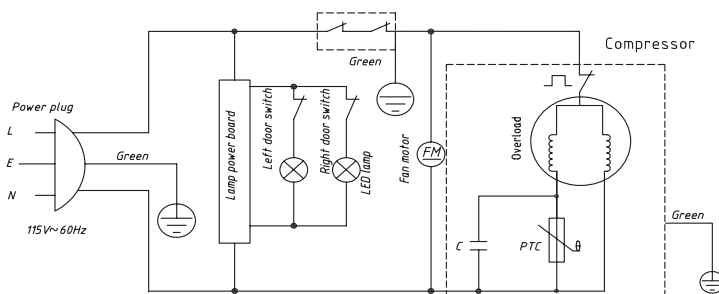 Compressor
Green
Power plug
L
E
N
Green
115V~ 60Hz
Lamp power board
Left door switch
Right door switch
LED lamp
Fan motor
FM
Overload
C
PTC
θ
Green